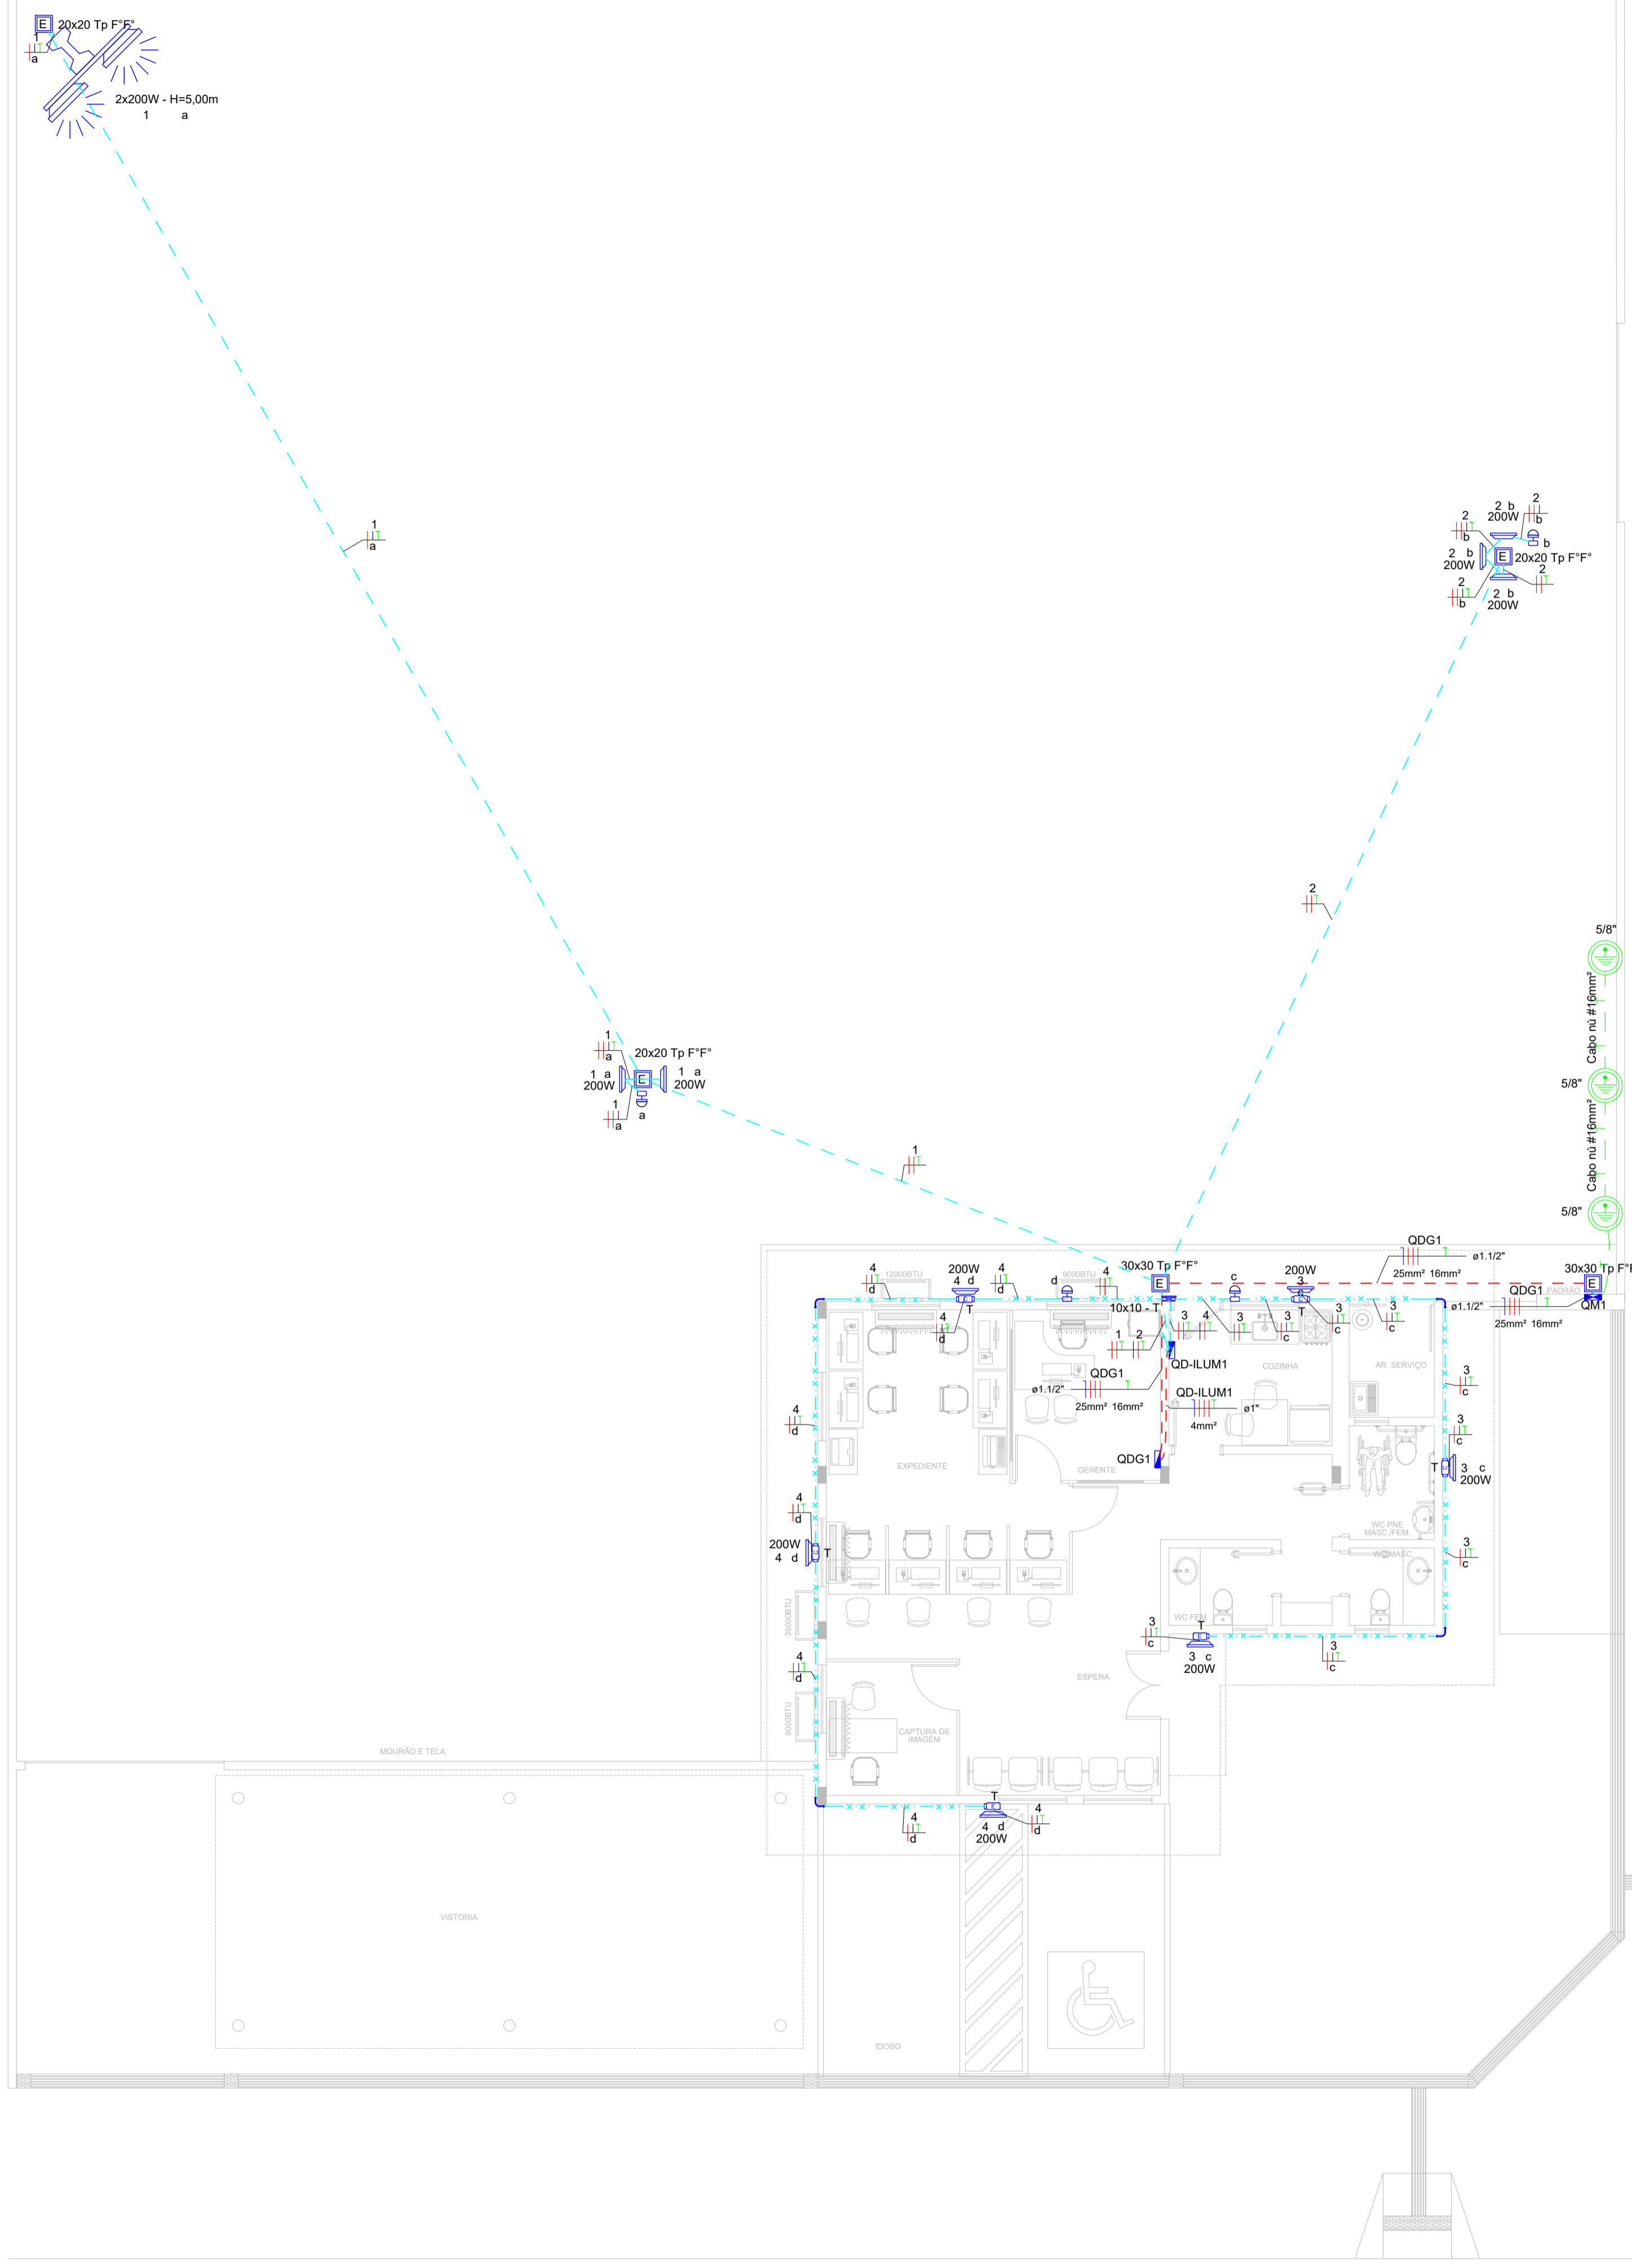 E 20x20 Tp F°F°
1
a
2x200W - H=5,00m
1 a
1
a
2
2 b
200W
b
2
b
b
2 b
200W
E 20x20 Tp F°F°
2
2
b
2 b
200W
2
5/8"
Cabo nú #16mm²
5/8"
Cabo nú #16mm²
5/8"
1
a
20x20 Tp F°F°
1 a
200W
E
1 a
200W
1
a
a
1
QDG1
ø1.1/2"
25mm² 16mm²
30x30 Tp F°F°
E
30x30 Tp F°F
E
PADRÃO
QDG1
ø1.1/2"
25mm² 16mm²
QM1
4
d
12000BTU
200W
4 d
T
4
d
d
9000BTU
4
4
d
10x10 - T
c
200W
3
c
T
3
4
3
3
c
3
c
3
c
1
2
QD-ILUM1
QDG1
ø1.1/2"
25mm² 16mm²
QD-ILUM1
ø1"
4mm²
QDG1
COZINHA
AR. SERVIÇO
3
c
3
c
T
3 c
200W
3
c
4
d
EXPEDIENTE
GERENTE
4
d
200W
4 d
T
WC PNE
MASC./FEM.
WC MASC
WC FEM.
36000BTU
3
c
T
3 c
200W
3
c
4
d
ESPERA
9000BTU
CAPTURA DE
IMAGEM
MOURÃO E TELA
T
4 d
200W
4
d
4
d
VISTORIA
IDOSO